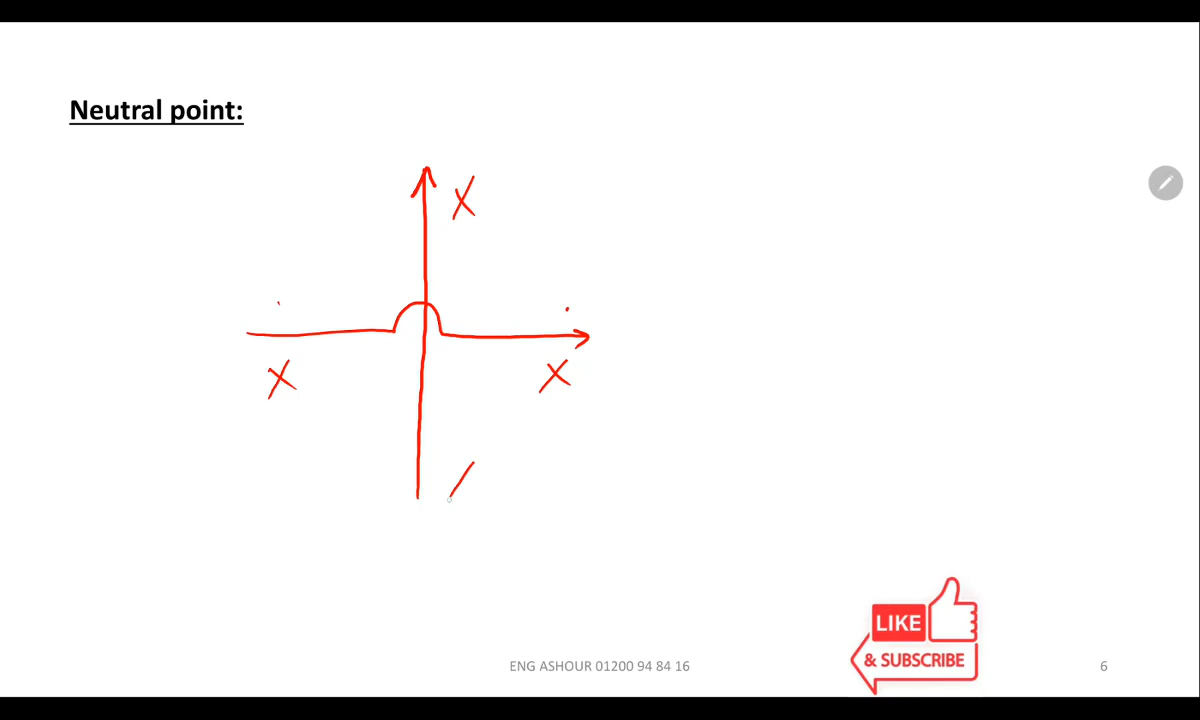 Neutral point:
X
X
X
LIKE
& SUBSCRIBE
ENG ASHOUR 01200 94 84 16
6